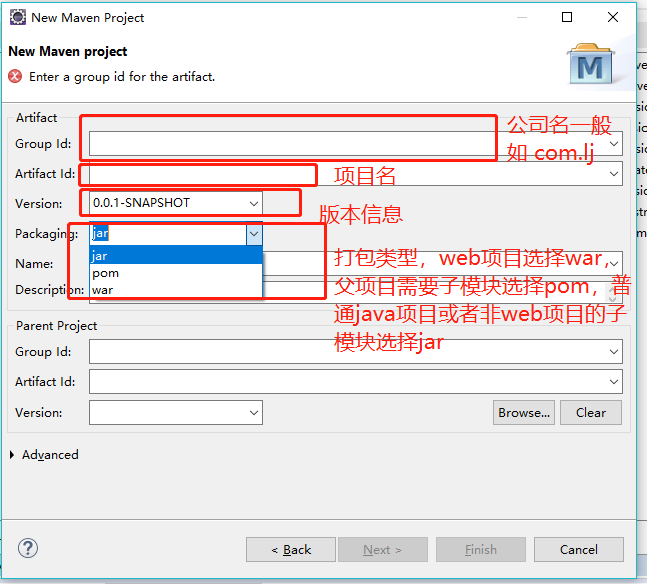 New Maven Project
New Maven project
Enter a group id for the artifact.
M
Artifact
Group Id:
公司名一般
如 com.lj
Artifact Id:
项目名
Version:
0.0.1-SNAPSHOT
版本信息
Packaging:
jar
jar
pom
war
打包类型，web项目选择war，
父项目需要子模块选择pom，普
通java项目或者非web项目的子
模块选择jar
Name:
Description:
Parent Project
Group Id:
Artifact Id:
Version:
Browse...
Clear
Advanced
?
< Back
Next >
Finish
Cancel